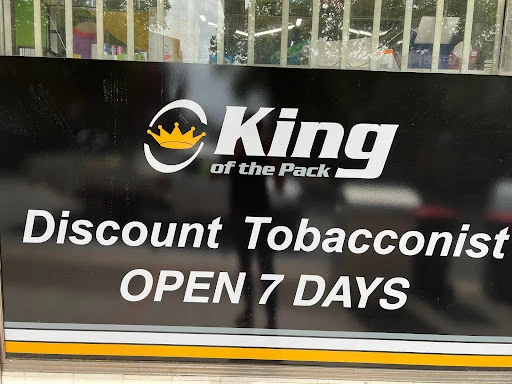 King
of the Pack
Discount Tobacconist
OPEN 7 DAYS